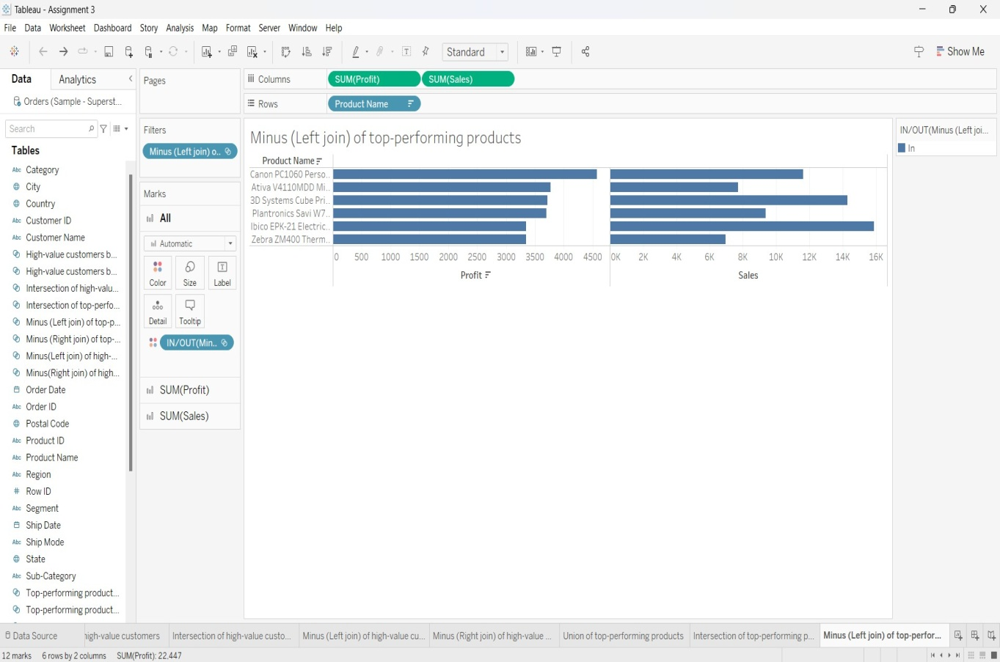 Tableau - Assignment 3
File Data Worksheet Dashboard Story Analysis Map Format Server Window Help
Standard
Show Me
Data Analytics
Orders (Sample - Superst...
Search
Tables
Abc Category
City
Country
Abc Customer ID
Abc Customer Name
High-value customers b...
High-value customers b...
Intersection of high-valu...
Intersection of top-perfo...
Minus (Left join) of top-p...
Minus (Right join) of top-...
Minus(Left join) of high-...
Minus(Right join) of high...
Order Date
Abc Order ID
Postal Code
Abc Product ID
Abc Product Name
Abc Region
# Row ID
Abc Segment
Ship Date
Abc Ship Mode
State
Abc Sub-Category
Top-performing product...
Top-performing product...
Pages
Filters
Minus (Left join) o..
Marks
All
Automatic
Color Size Label
Detail Tooltip
IN/OUT(Min..
SUM(Profit)
SUM(Sales)
Columns SUM(Profit) SUM(Sales)
Rows Product Name
Minus (Left join) of top-performing products
Product Name
Canon PC1060 Perso..
Ativa V4110MDD Mi..
3D Systems Cube Pri..
Plantronics Savi W7..
Ibico EPK-21 Electric..
Zebra ZM400 Therm..
0 500 1000 1500 2000 2500 3000 3500 4000 4500 0K 2K 4K 6K 8K 10K 12K 14K 16K
Profit Sales
IN/OUT(Minus (Left joi...
In
Data Source high-value customers Intersection of high-value custo... Minus (Left join) of high-value cu... Minus (Right join) of high-value ... Union of top-performing products Intersection of top-performing p... Minus (Left join) of top-perfor...
12 marks 6 rows by 2 columns SUM(Profit): 22,447